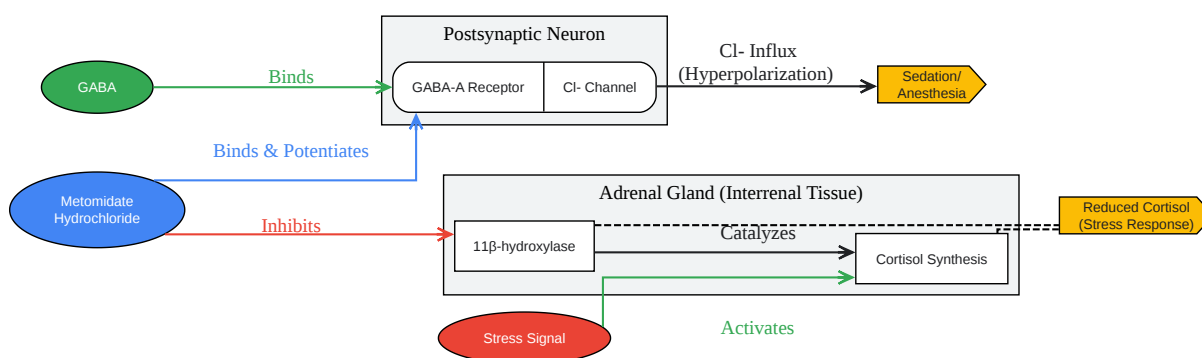 Postsynaptic Neuron
GABA
Binds
GABA-A Receptor
Cl- Channel
Cl- Influx
(Hyperpolarization)
Sedation/
Anesthesia
Binds & Potentiates
Metomidate
Hydrochloride
Inhibits
Adrenal Gland (Interrenal Tissue)
11β-hydroxylase
Catalyzes
Cortisol Synthesis
Reduced Cortisol
(Stress Response)
Stress Signal
Activates